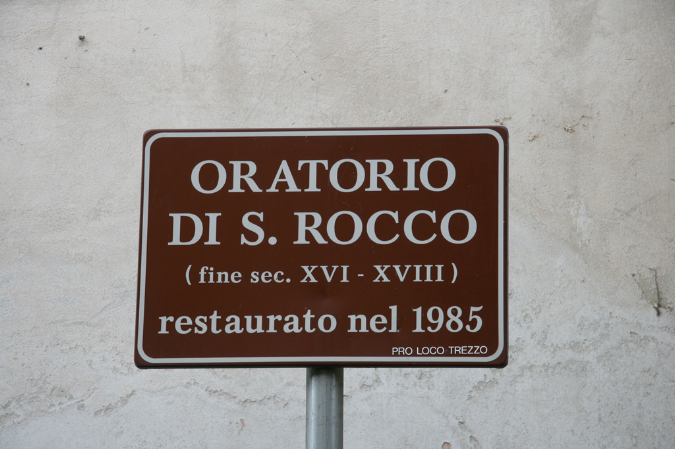 ORATORIO
DI S. ROCCO
( fine sec. XVI - XVIII )
restaurato nel 1985
PRO LOCO TREZZO